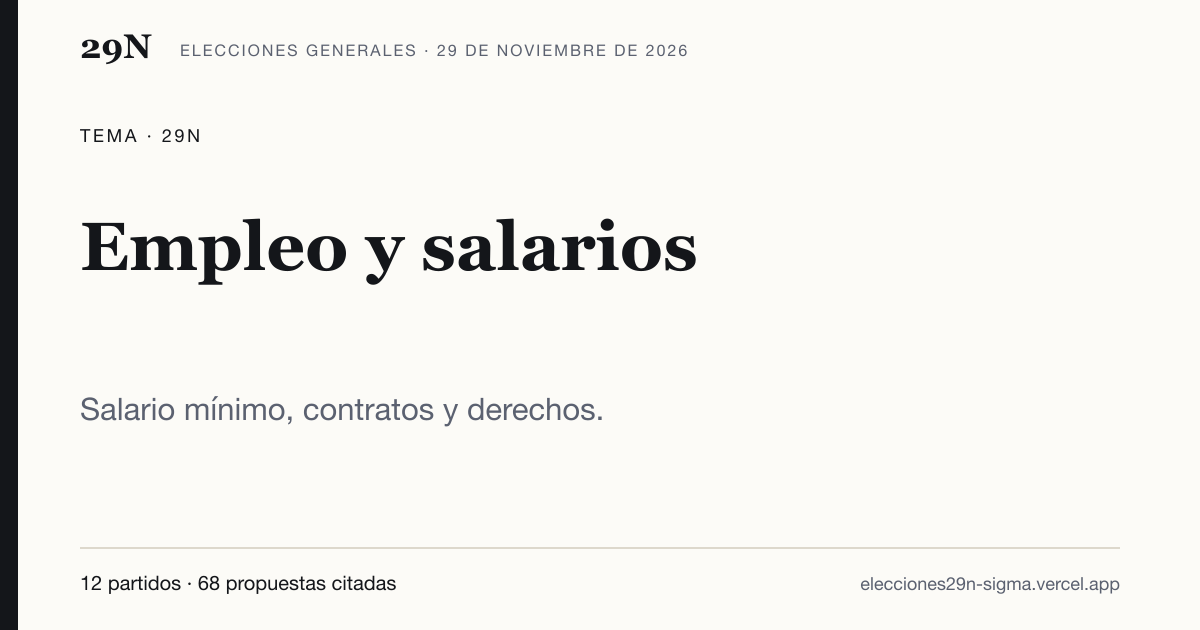 29N ELECCIONES GENERALES · 29 DE NOVIEMBRE DE 2026
TEMA · 29N
Empleo y salarios
Salario mínimo, contratos y derechos.
12 partidos · 68 propuestas citadas
elecciones29n-sigma.vercel.app